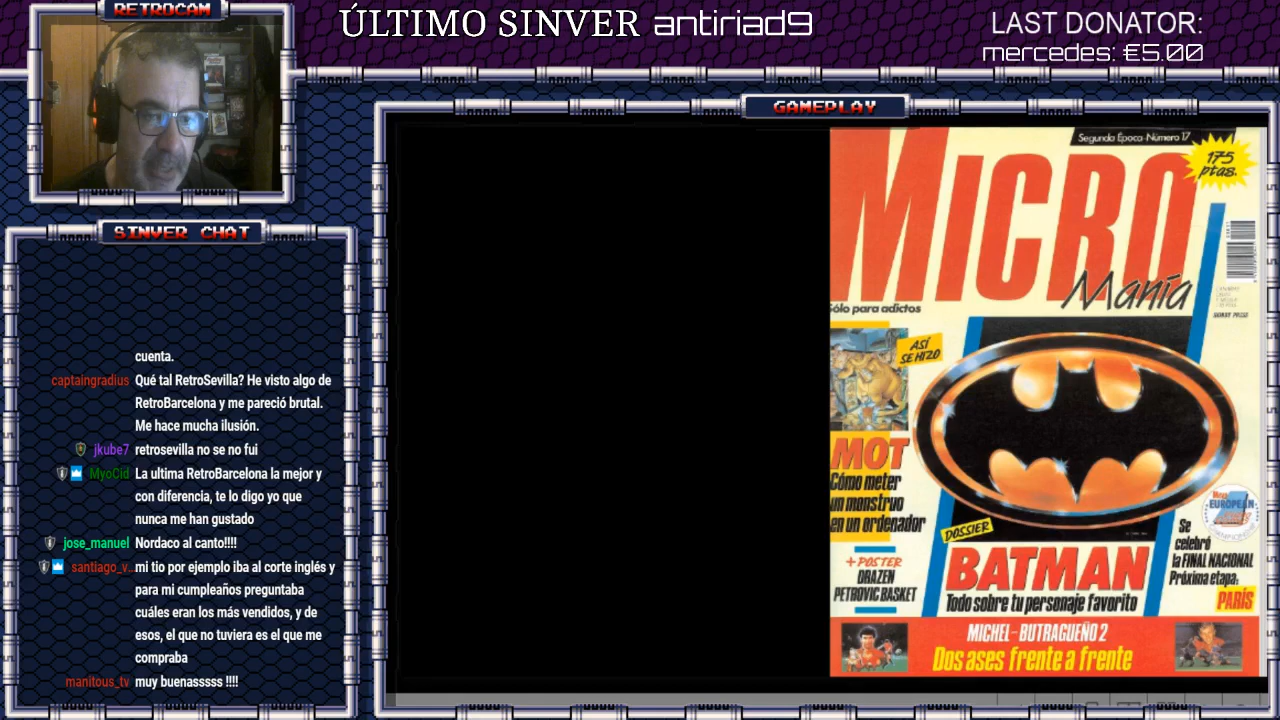 RETROCAM
ÚLTIMO SINVER antiriad9
LAST DONATOR:
mercedes: €5.00
GAMEPLAY
SINVER CHAT
cuenta.
captaingradius Qué tal RetroSevilla? He visto algo de
RetroBarcelona y me pareció brutal.
Me hace mucha ilusión.
jkube7 retrosevilla no se no fui
MyoCid La ultima RetroBarcelona la mejor y
con diferencia, te lo digo yo que
nunca me han gustado
jose_manuel Nordaco al canto!!!!
santiago_v... mi tio por ejemplo iba al corte inglés y
para mi cumpleños preguntaba
cuáles eran los más vendidos, y de
esos, el que no tuviera es el que me
compraba
manitous_tv muy buenasssss !!!!
Segunda Época-Número 17
175
ptas.
MICRO
Manía
Sólo para adictos
HOBBY PRESS
ASÍ
SE HIZO
MOT
Cómo meter
un monstruo
en un ordenador
+POSTER
DRAZEN
PETROVIC BASKET
DOSSIER
BATMAN
Todo sobre tu personaje favorito
EUROPEAN
Se
celebró
la FINAL NACIONAL
Próxima etapa:
PARÍS
MICHEL-BUTRAGUEÑO 2
Dos ases frente a frente